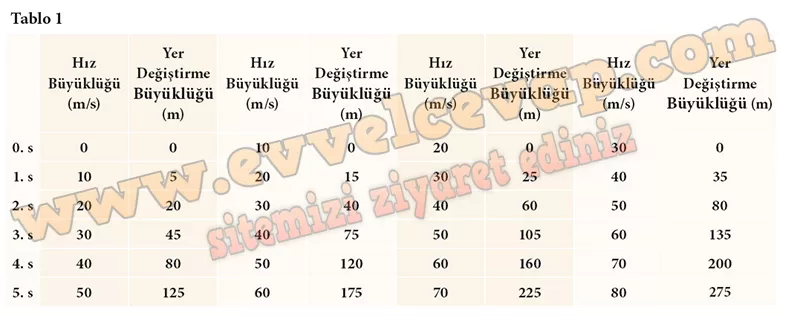 Tablo 1
Hız Büyüklüğü (m/s) Yer Değiştirme Büyüklüğü (m) Hız Büyüklüğü (m/s) Yer Değiştirme Büyüklüğü (m) Hız Büyüklüğü (m/s) Yer Değiştirme Büyüklüğü (m) Hız Büyüklüğü (m/s) Yer Değiştirme Büyüklüğü (m)
0. s 0 0 10 0 20 0 30 0
1. s 10 5 20 15 30 25 40 35
2. s 20 20 30 40 40 60 50 80
3. s 30 45 40 75 50 105 60 135
4. s 40 80 50 120 60 160 70 200
5. s 50 125 60 175 70 225 80 275
www.evvelcevap.com
sitemizi ziyaret ediniz